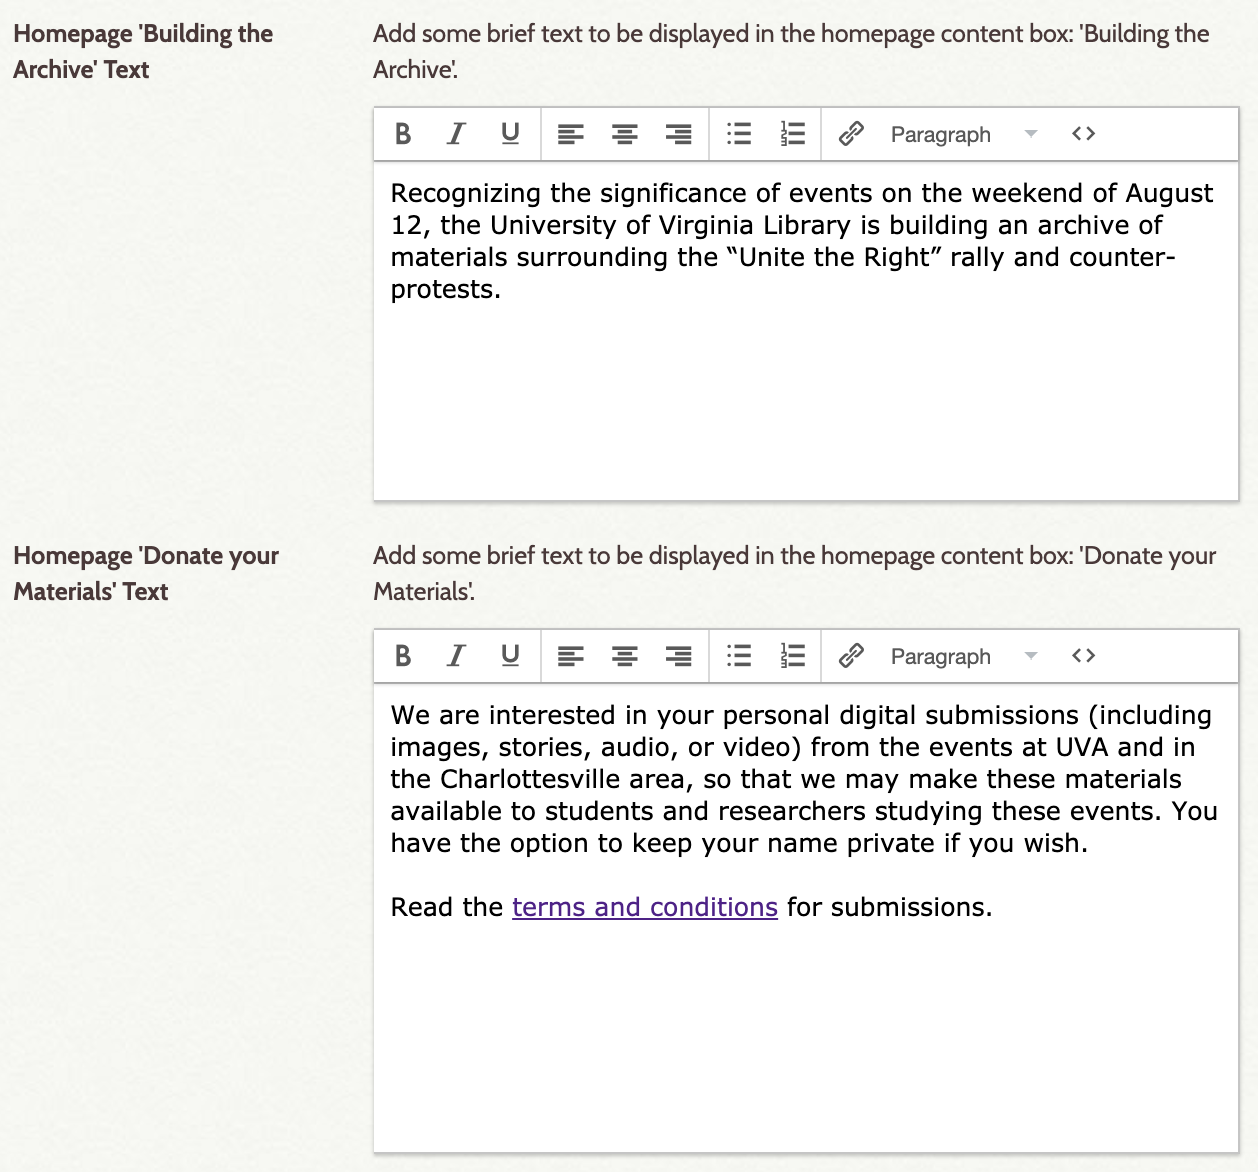 Homepage 'Building the
Archive' Text
Add some brief text to be displayed in the homepage content box: 'Building the
Archive'.
B I U Paragraph <>
Recognizing the significance of events on the weekend of August
12, the University of Virginia Library is building an archive of
materials surrounding the “Unite the Right” rally and counter-
protests.
Homepage 'Donate your
Materials' Text
Add some brief text to be displayed in the homepage content box: 'Donate your
Materials'.
B I U Paragraph <>
We are interested in your personal digital submissions (including
images, stories, audio, or video) from the events at UVA and in
the Charlottesville area, so that we may make these materials
available to students and researchers studying these events. You
have the option to keep your name private if you wish.
Read the terms and conditions for submissions.